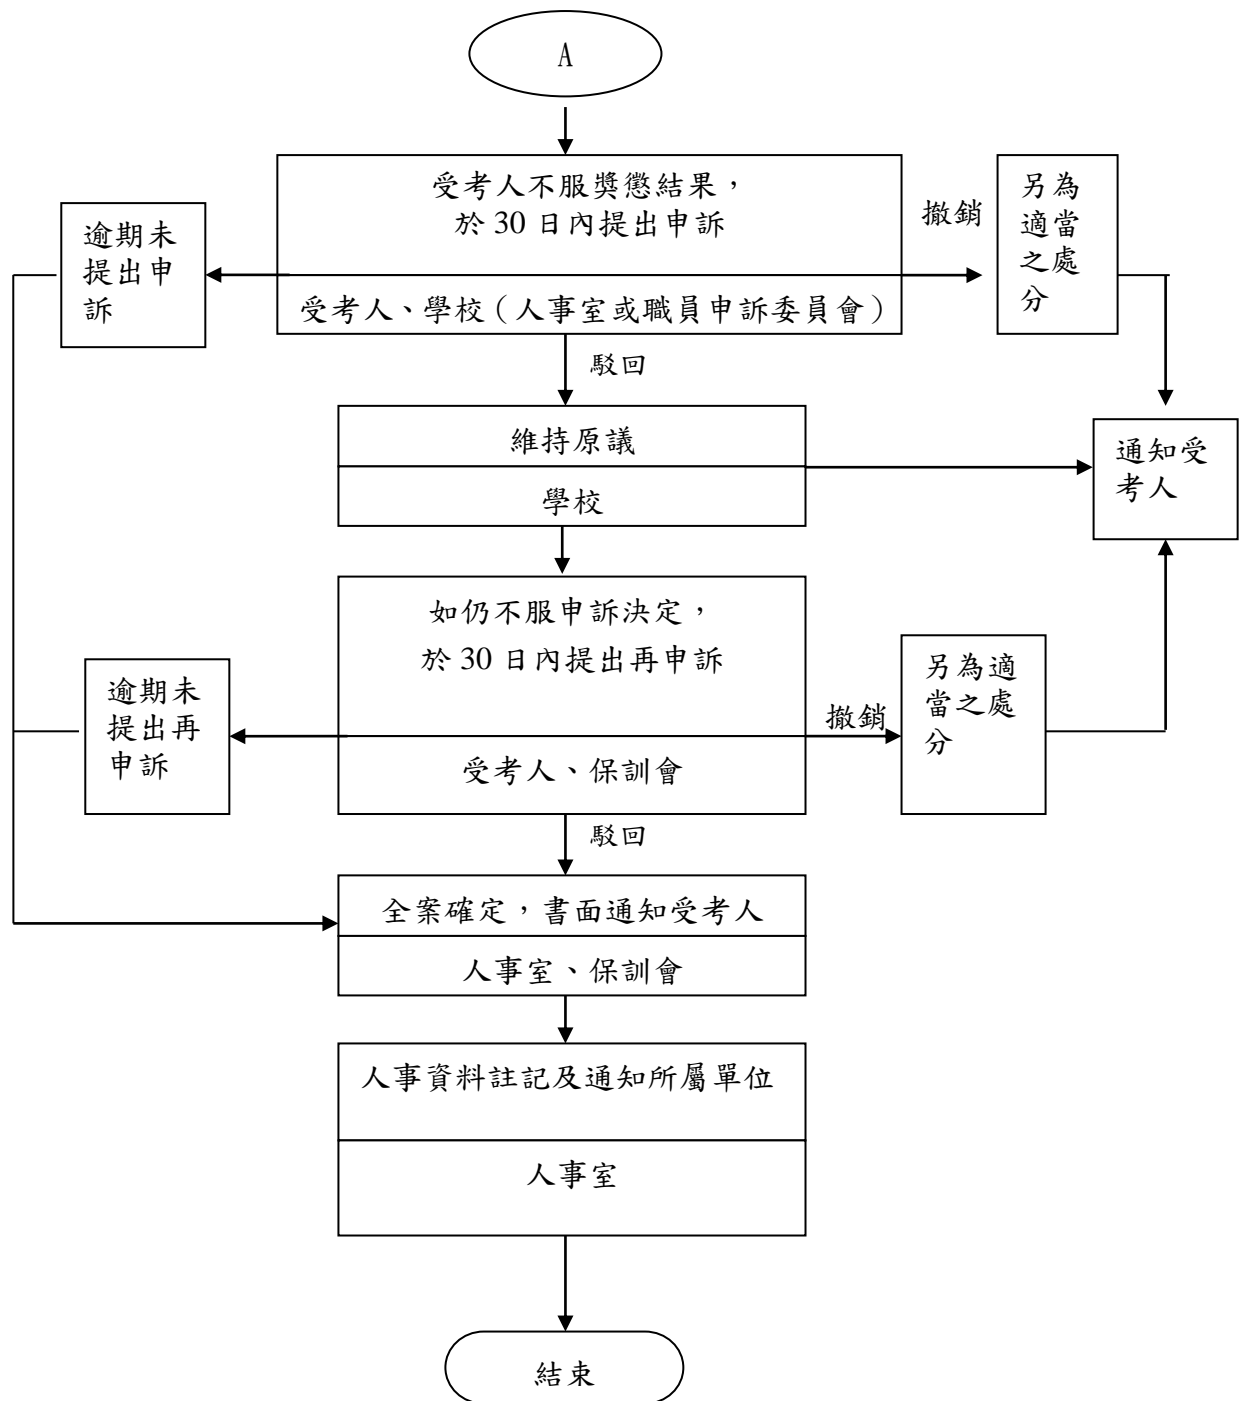 A
受考人不服獎懲結果，
於 30 日內提出申訴
受考人、學校（人事室或職員申訴委員會）
撤銷
另為
適當
之處
分
逾期未
提出申
訴
駁回
維持原議
學校
通知受
考人
如仍不服申訴決定，
於 30 日內提出再申訴
受考人、保訓會
撤銷
另為適
當之處
分
逾期未
提出再
申訴
駁回
全案確定，書面通知受考人
人事室、保訓會
人事資料註記及通知所屬單位
人事室
結束